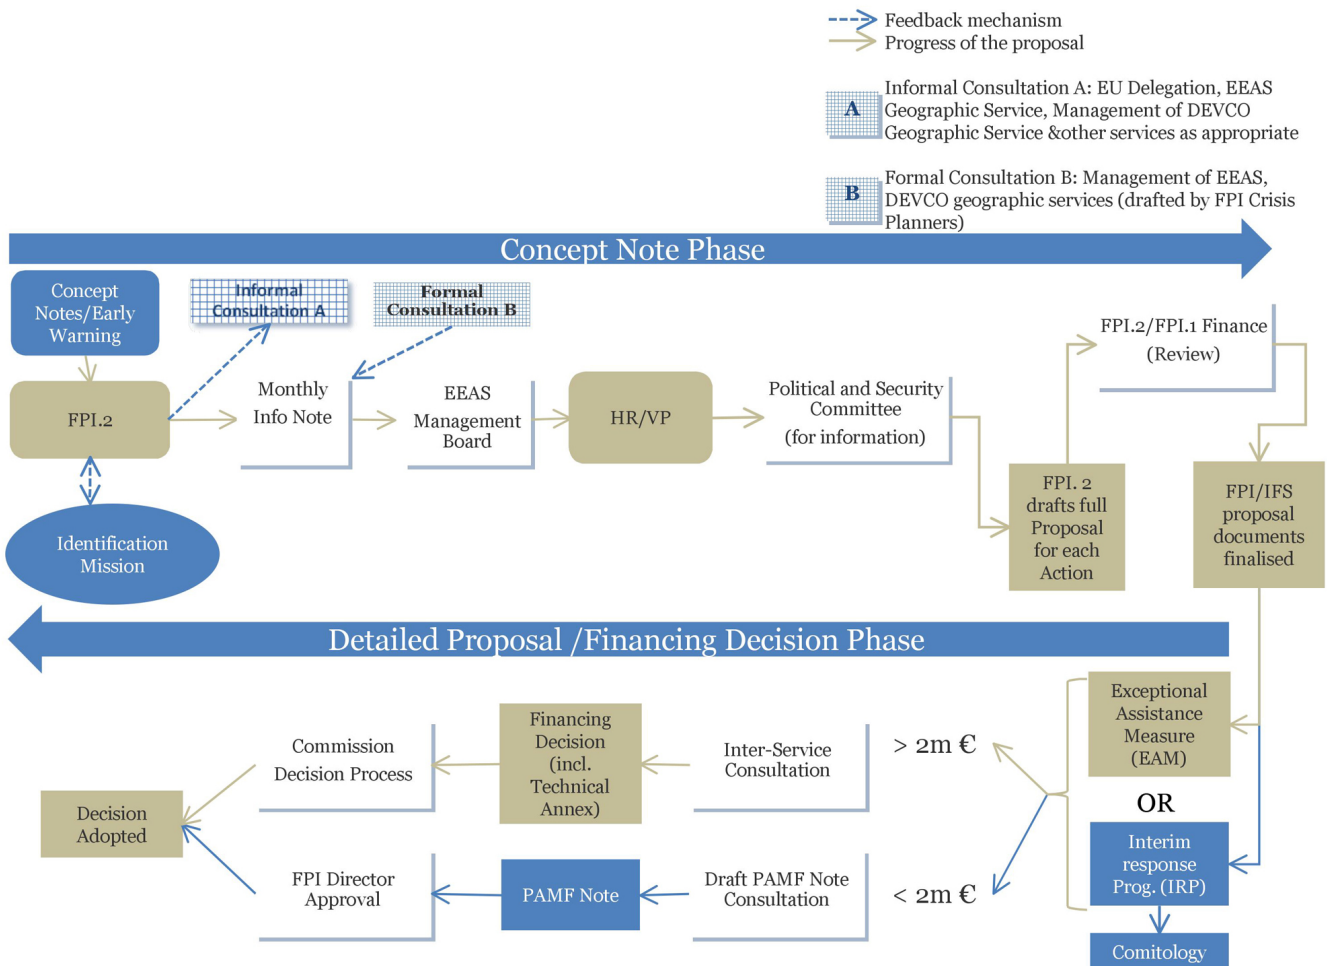 Feedback mechanism
Progress of the proposal
A
Informal Consultation A: EU Delegation, EEAS
Geographic Service, Management of DEVCO
Geographic Service &other services as appropriate
B
Formal Consultation B: Management of EEAS,
DEVCO geographic services (drafted by FPI Crisis
Planners)
Concept Note Phase
Concept
Notes/Early
Warning
Informal
Consultation A
Formal
Consultation B
FPI.2
Monthly
Info Note
EEAS
Management
Board
HR/VP
Political and Security
Committee
(for information)
FPI.2/FPI.1 Finance
(Review)
FPI. 2
drafts full
Proposal
for each
Action
FPI/IFS
proposal
documents
finalised
Identification
Mission
Detailed Proposal /Financing Decision Phase
Exceptional
Assistance
Measure
(EAM)
OR
Interim
response
Prog. (IRP)
Comitology
> 2m €
Inter-Service
Consultation
Financing
Decision
(incl.
Technical
Annex)
Commission
Decision Process
Decision
Adopted
< 2m €
Draft PAMF Note
Consultation
PAMF Note
FPI Director
Approval